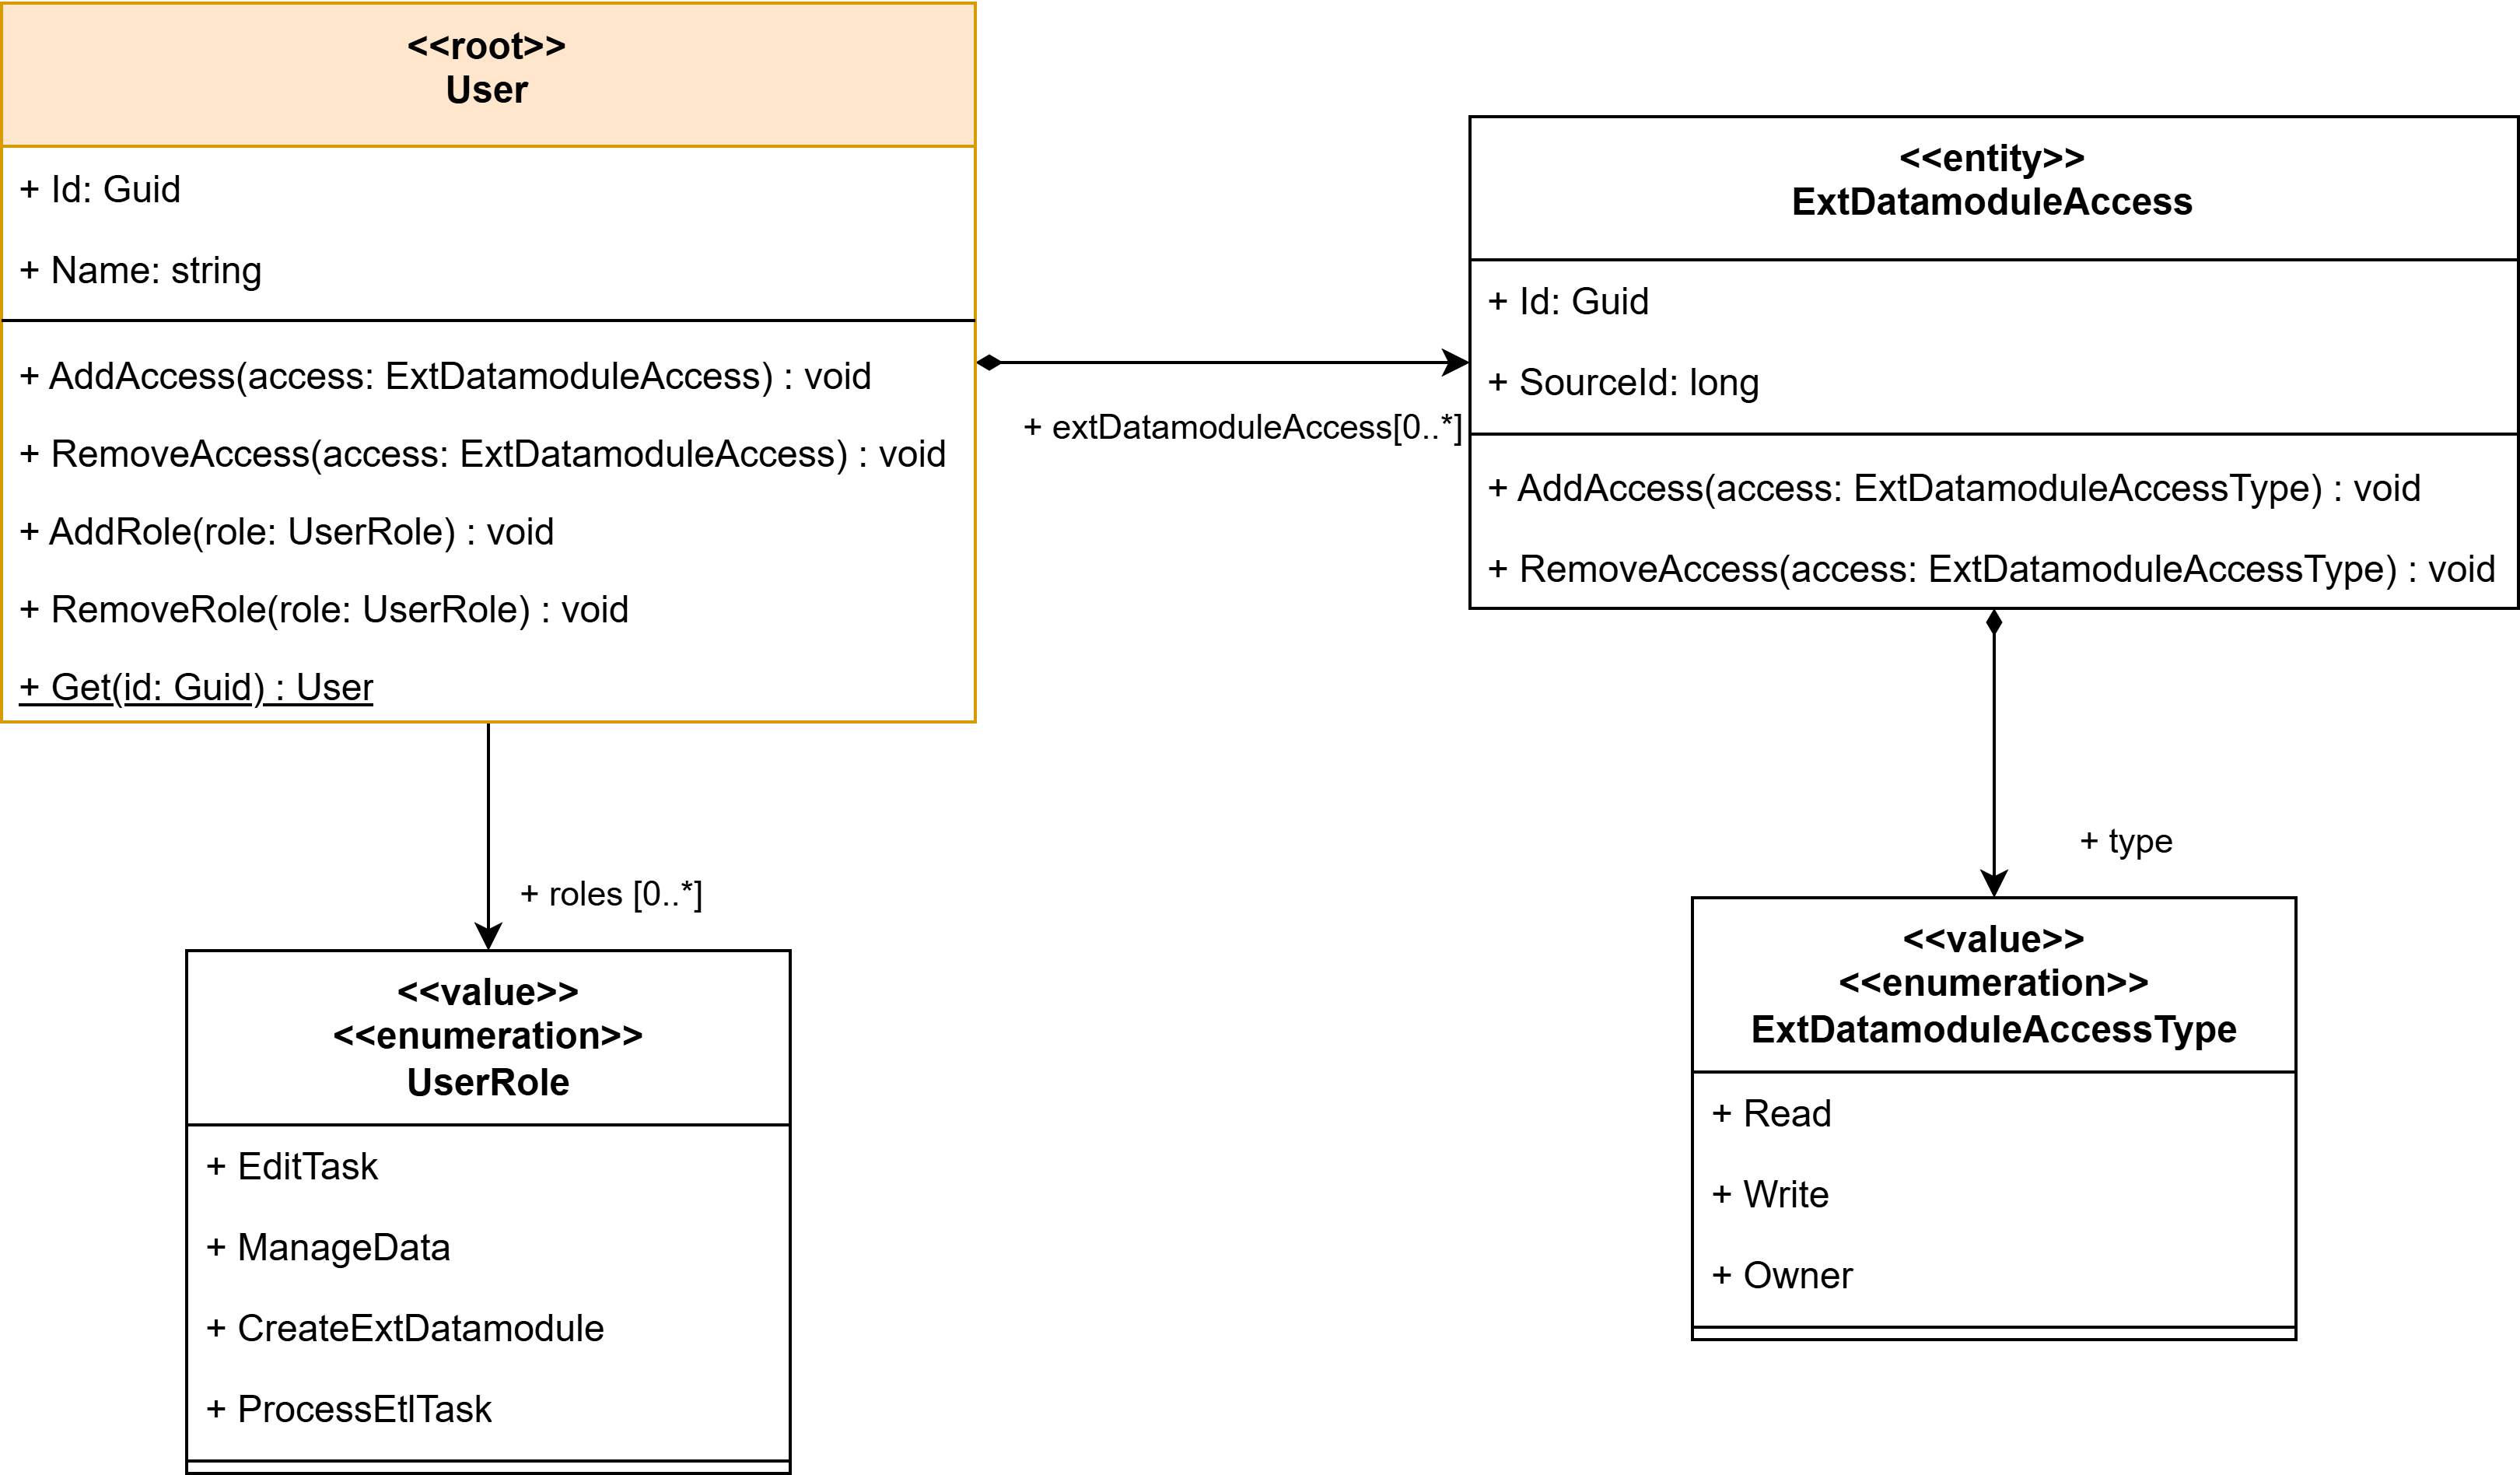 <<root>>
User
+ Id: Guid
+ Name: string
+ AddAccess(access: ExtDatamoduleAccess) : void
+ RemoveAccess(access: ExtDatamoduleAccess) : void
+ AddRole(role: UserRole) : void
+ RemoveRole(role: UserRole) : void
+ Get(id: Guid) : User
+ extDatamoduleAccess[0..*]
<<entity>>
ExtDatamoduleAccess
+ Id: Guid
+ SourceId: long
+ AddAccess(access: ExtDatamoduleAccessType) : void
+ RemoveAccess(access: ExtDatamoduleAccessType) : void
+ roles [0..*]
<<value>>
<<enumeration>>
UserRole
+ EditTask
+ ManageData
+ CreateExtDatamodule
+ ProcessEtlTask
+ type
<<value>>
<<enumeration>>
ExtDatamoduleAccessType
+ Read
+ Write
+ Owner